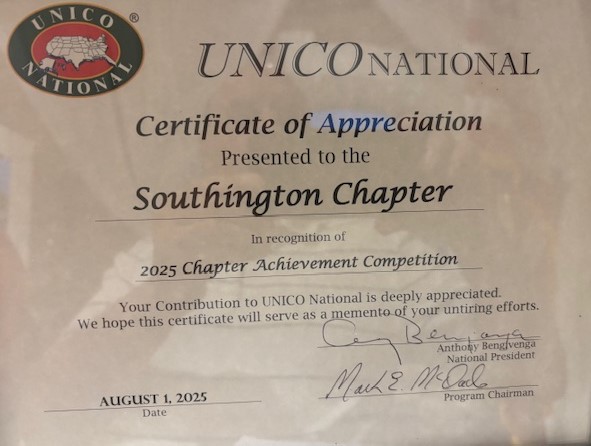 UNICO
NATIONAL
®
UNICO NATIONAL
Certificate of Appreciation
Presented to the
Southington Chapter
In recognition of
2025 Chapter Achievement Competition
Your Contribution to UNICO National is deeply appreciated.
We hope this certificate will serve as a memento of your untiring efforts.
Anthony Bengivenga
National President
Mark E. McDade
Program Chairman
AUGUST 1, 2025
Date